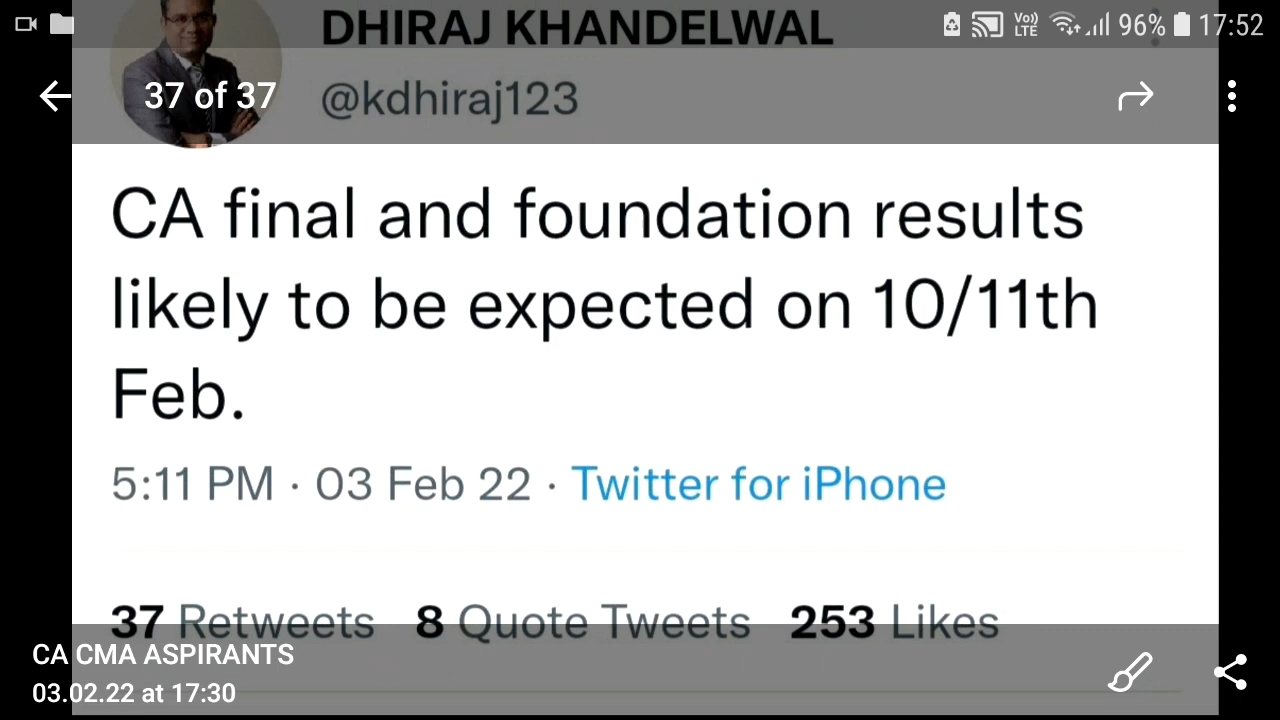 DHIRAJ KHANDELWAL
Vo)) LTE 96% 17:52
37 of 37
@kdhiraj123
CA final and foundation results
likely to be expected on 10/11th
Feb.
5:11 PM · 03 Feb 22 · Twitter for iPhone
37 Retweets 8 Quote Tweets 253 Likes
CA CMA ASPIRANTS
03.02.22 at 17:30